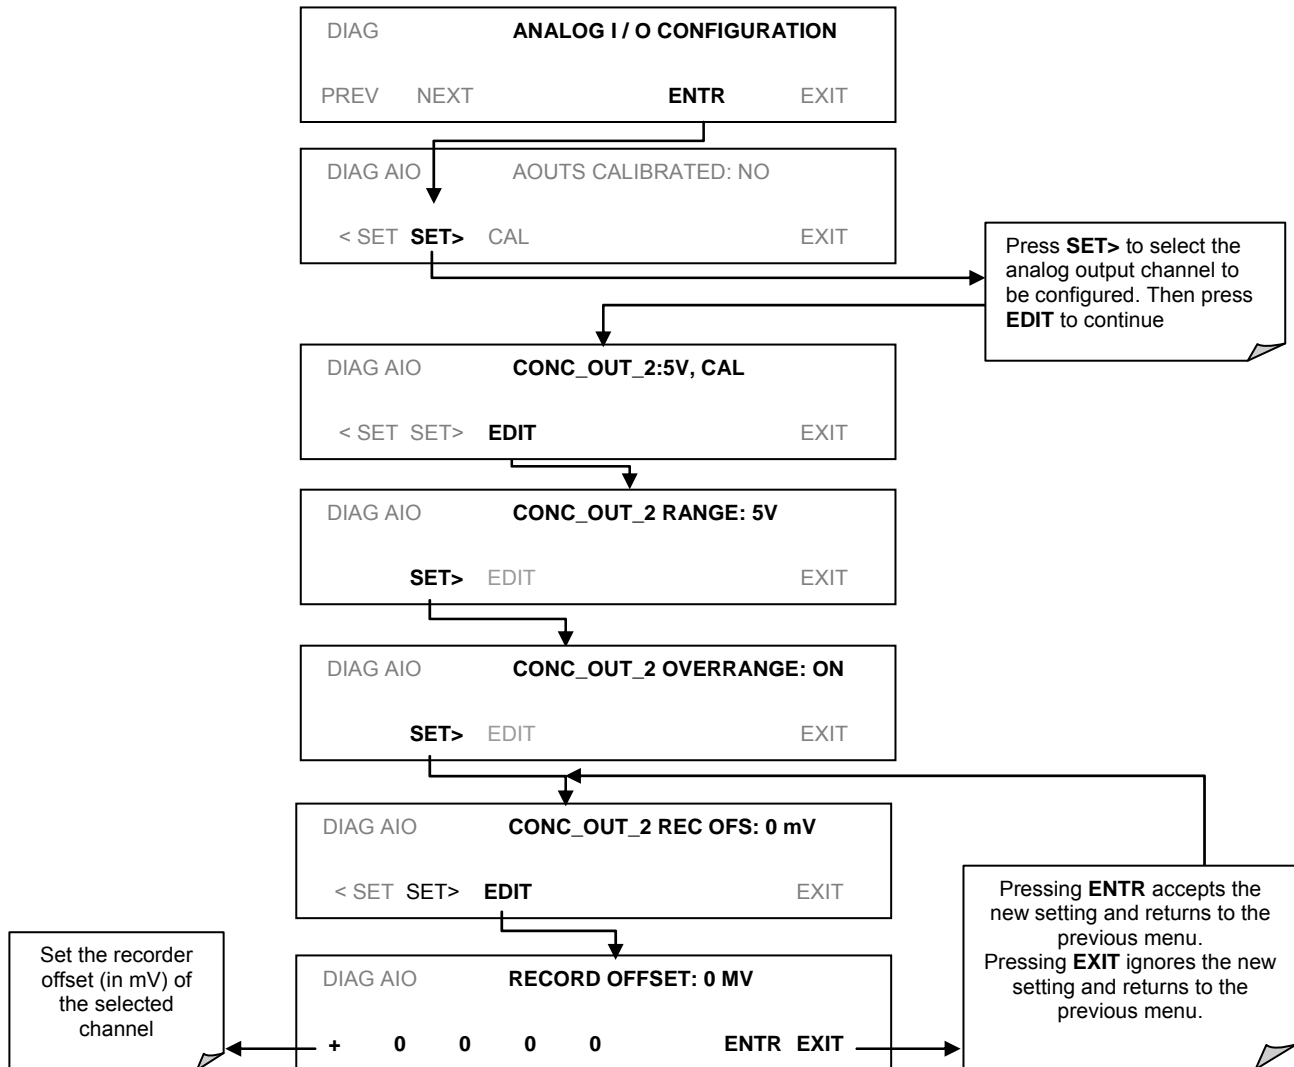 DIAG ANALOG I / O CONFIGURATION
PREV NEXT ENTR EXIT
DIAG AIO AOUTS CALIBRATED: NO
< SET SET> CAL EXIT
Press SET> to select the
analog output channel to
be configured. Then press
EDIT to continue
DIAG AIO CONC_OUT_2:5V, CAL
< SET SET> EDIT EXIT
DIAG AIO CONC_OUT_2 RANGE: 5V
SET> EDIT EXIT
DIAG AIO CONC_OUT_2 OVERRANGE: ON
SET> EDIT EXIT
DIAG AIO CONC_OUT_2 REC OFS: 0 mV
< SET SET> EDIT EXIT
Pressing ENTR accepts the
new setting and returns to the
previous menu.
Pressing EXIT ignores the new
setting and returns to the
previous menu.
Set the recorder
offset (in mV) of
the selected
channel
DIAG AIO RECORD OFFSET: 0 MV
+ 0 0 0 0 ENTR EXIT